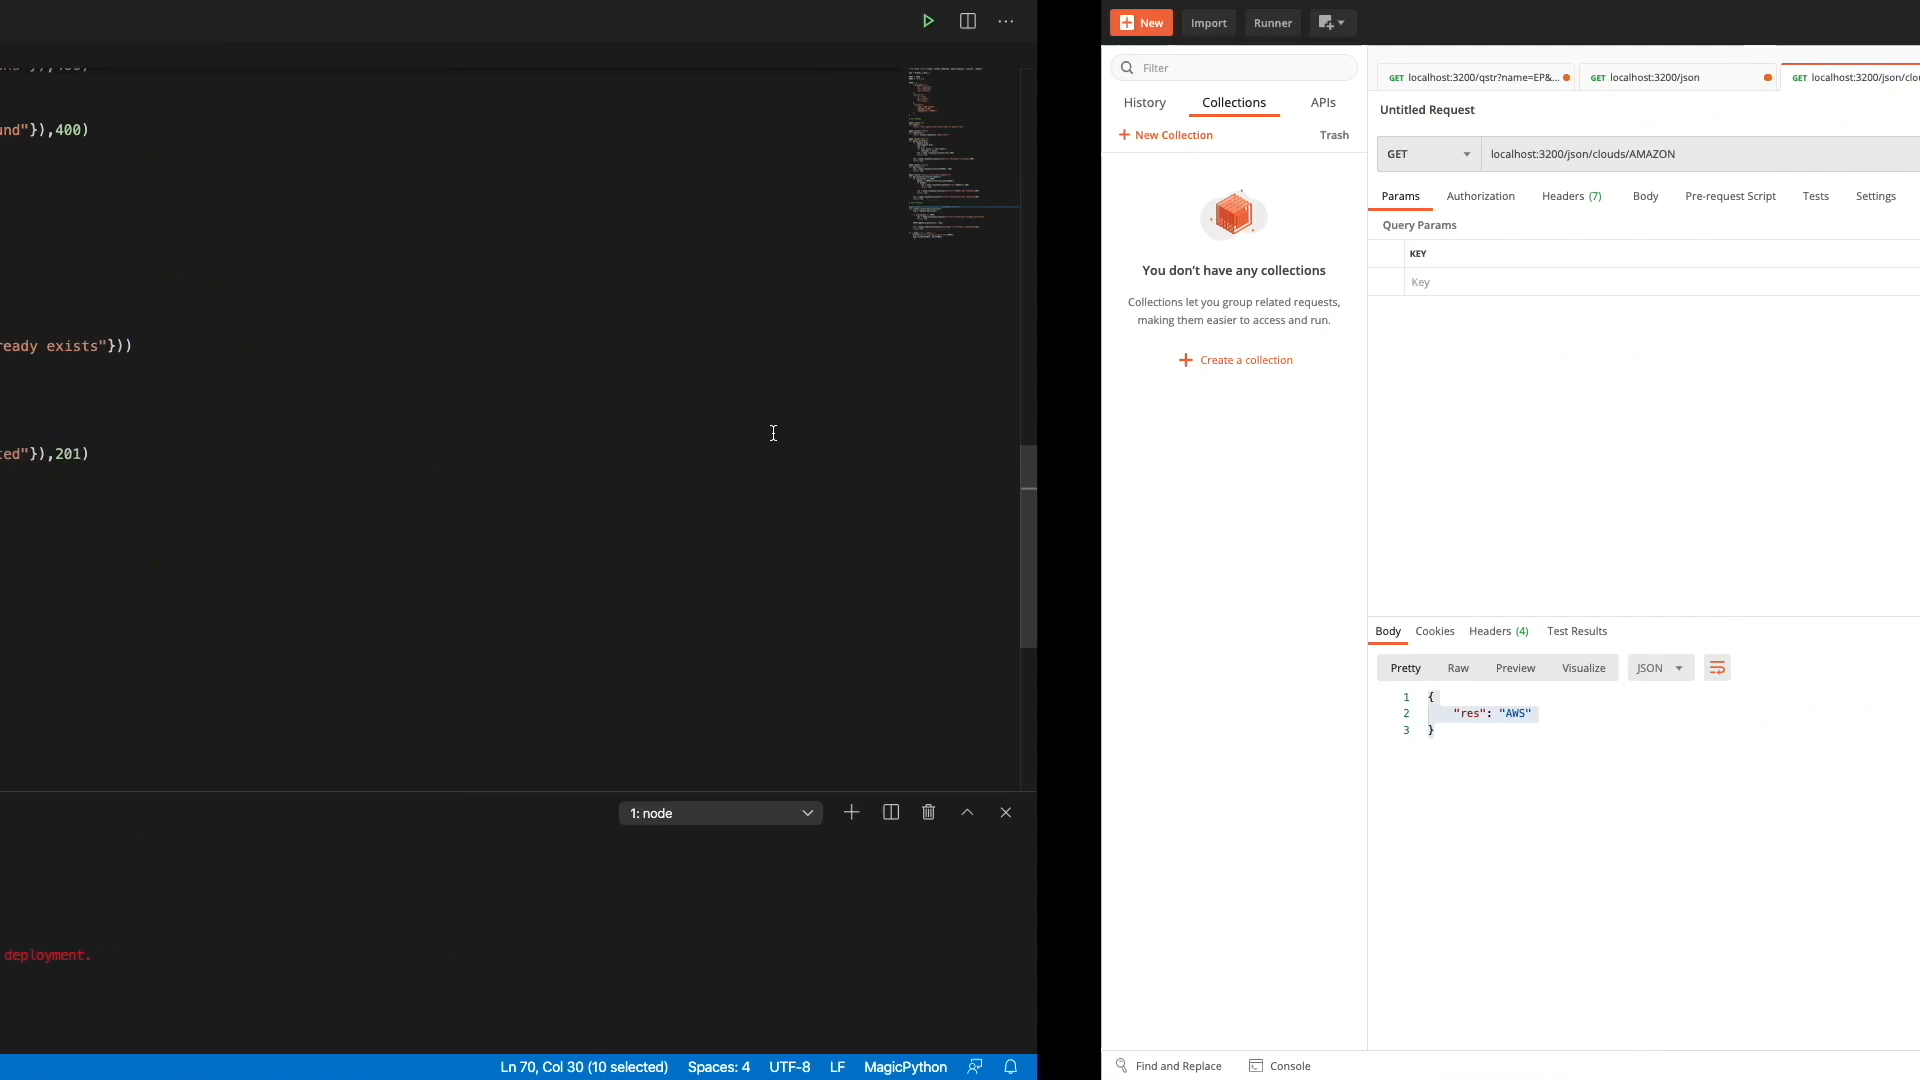 und"}),400)
ready exists"}))
ted"}),201)
1: node
deployment.
Ln 70, Col 30 (10 selected)
Spaces: 4
UTF-8
LF
MagicPython
New
Import
Runner
Filter
History
Collections
APIs
New Collection
Trash
You don't have any collections
Collections let you group related requests,
making them easier to access and run.
Create a collection
GET localhost:3200/qstr?name=EP&...
GET localhost:3200/json
GET localhost:3200/json/clo
Untitled Request
GET
localhost:3200/json/clouds/AMAZON
Params
Authorization
Headers (7)
Body
Pre-request Script
Tests
Settings
Query Params
KEY
Key
Body
Cookies
Headers (4)
Test Results
Pretty
Raw
Preview
Visualize
JSON
1 {
2 "res": "AWS"
3 }
Find and Replace
Console